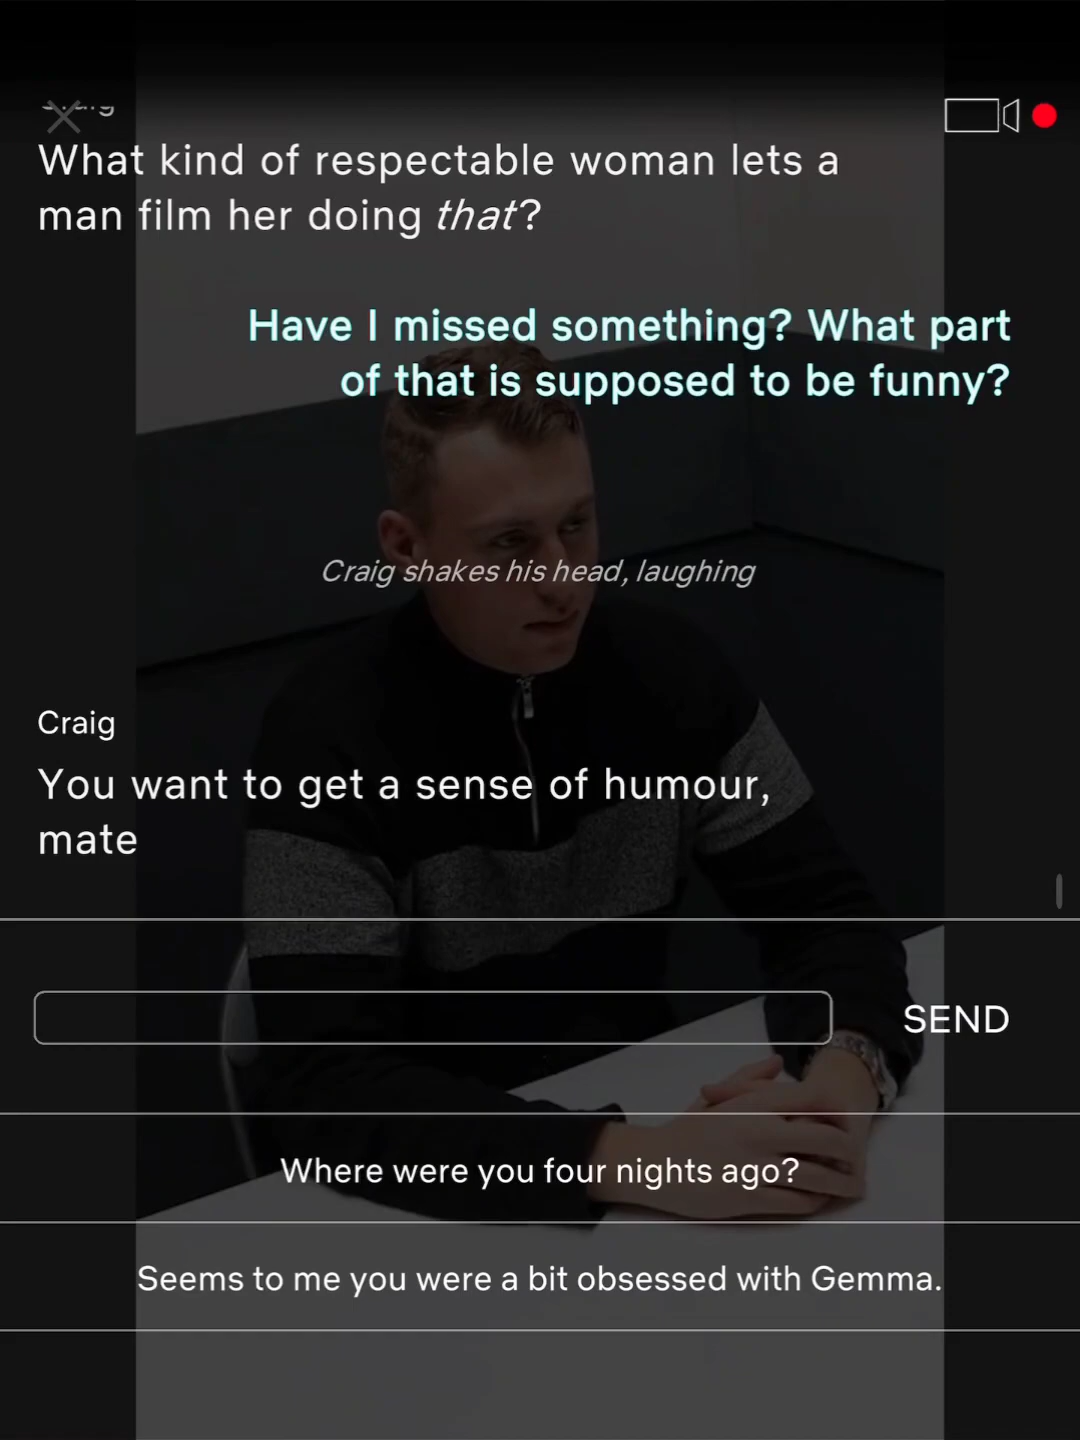 What kind of respectable woman lets a
man film her doing that?
Have I missed something? What part
of that is supposed to be funny?
Craig shakes his head, laughing
Craig
You want to get a sense of humour,
mate
SEND
Where were you four nights ago?
Seems to me you were a bit obsessed with Gemma.